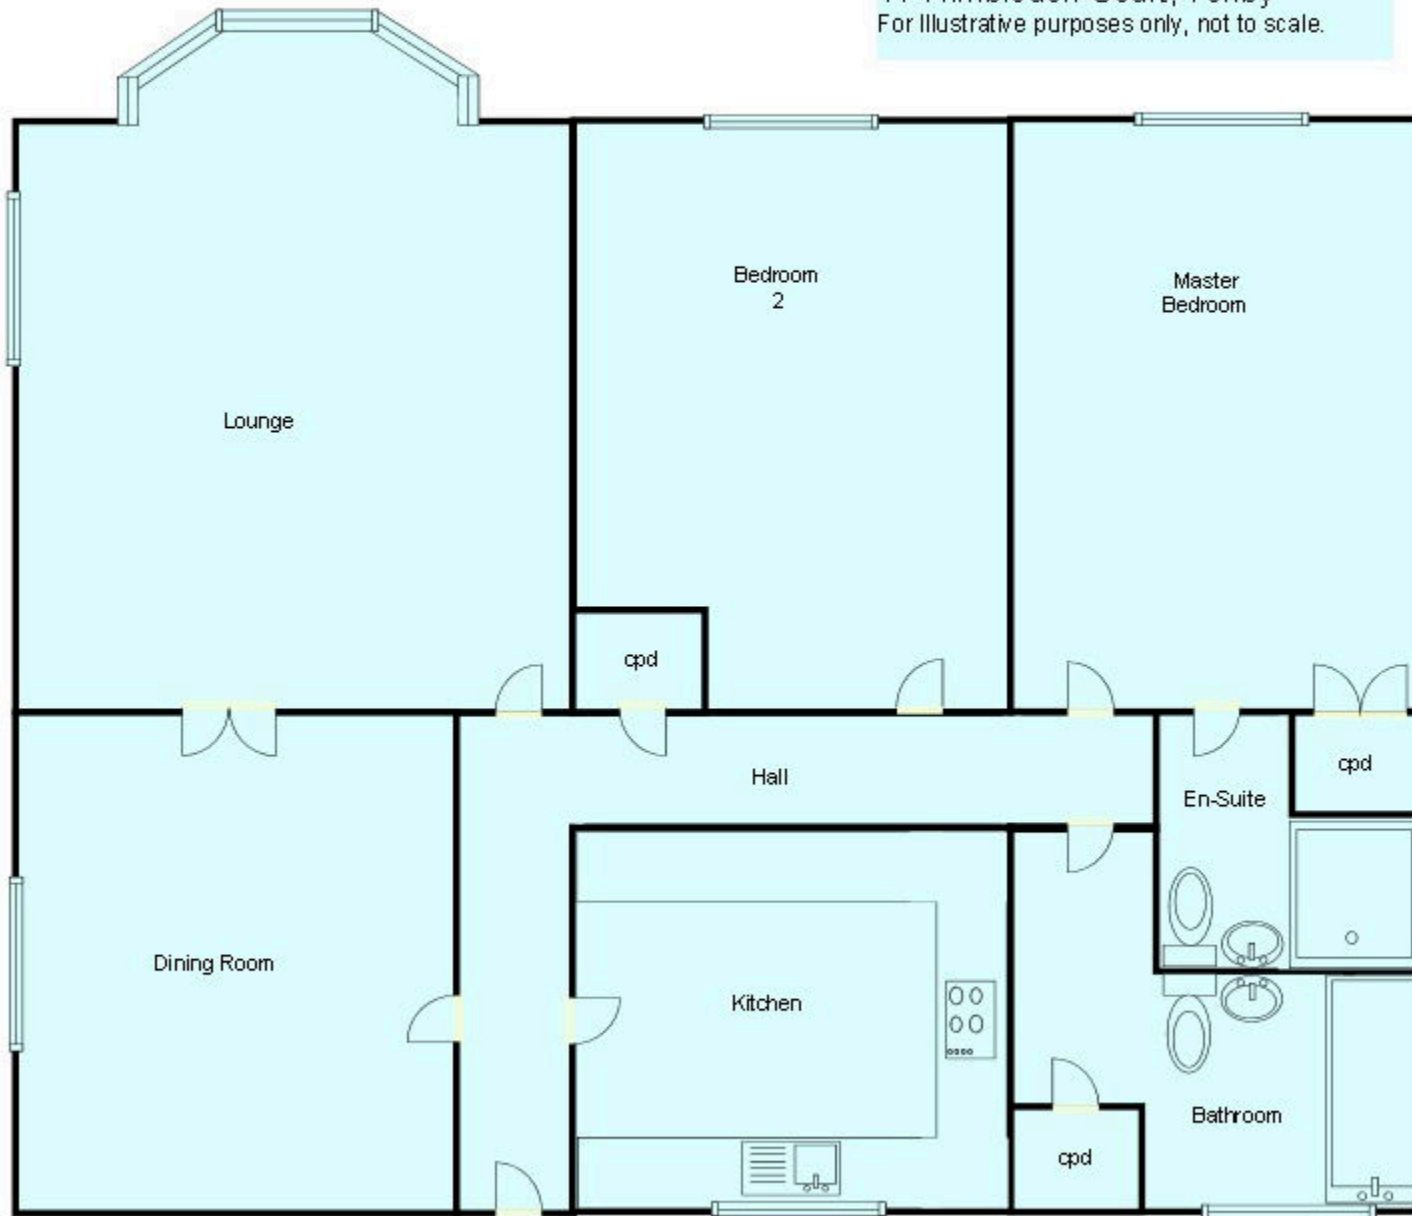 For Illustrative purposes only, not to scale.
Bedroom
2
Master
Bedroom
Lounge
cpd
Hall
cpd
En-Suite
Dining Room
Kitchen
Bathroom
cpd